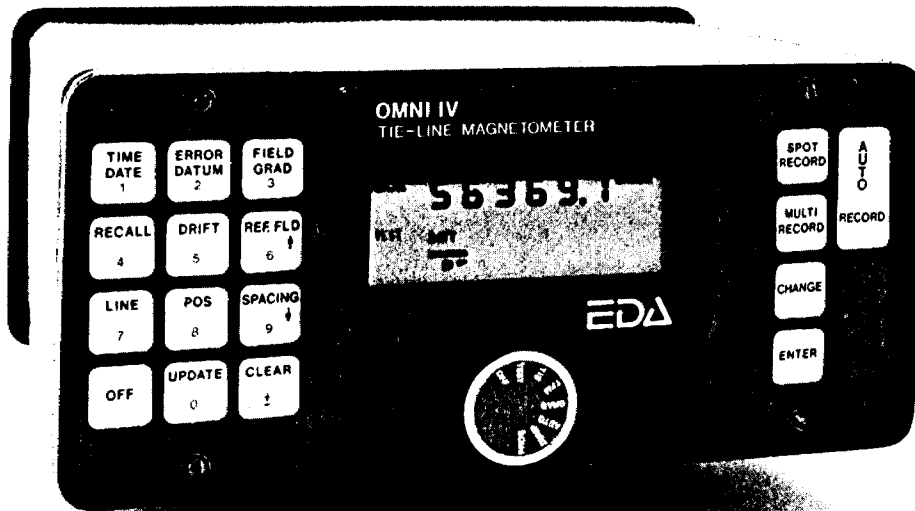 OMNI IV
TIE-LINE MAGNETOMETER
TIME
DATE
1
ERROR
DATUM
2
FIELD
GRAD
3
RECALL
4
DRIFT
5
REF. FLD
6
LINE
7
POS
8
SPACING
9
OFF
UPDATE
0
CLEAR
±
56369.1
EDA
SPOT
RECORD
MULTI
RECORD
CHANGE
ENTER
AUTO
RECORD